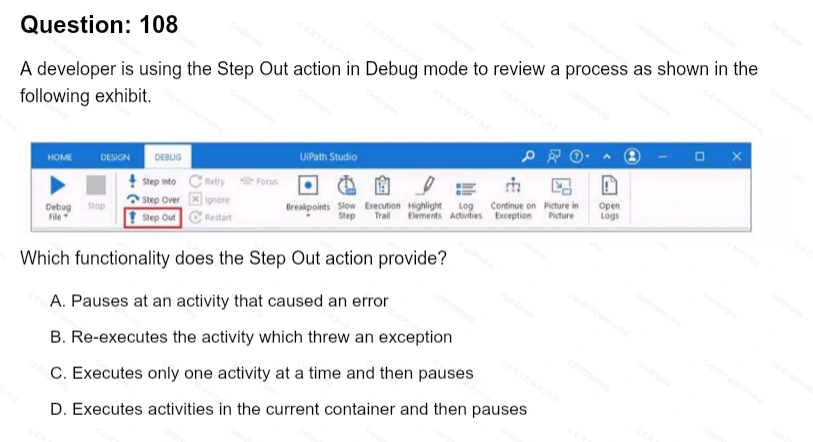 Question: 108
A developer is using the Step Out action in Debug mode to review a process as shown in the
following exhibit.
HOME DESIGN DEBUG UiPath Studio
Step Into Retry Focus
Step Over Ignore
Step Out Restart
Debug File Stop Breakpoints Slow Step Execution Trail Highlight Elements Log Activities Continue on Exception Picture in Picture Open Logs
Which functionality does the Step Out action provide?
A. Pauses at an activity that caused an error
B. Re-executes the activity which threw an exception
C. Executes only one activity at a time and then pauses
D. Executes activities in the current container and then pauses